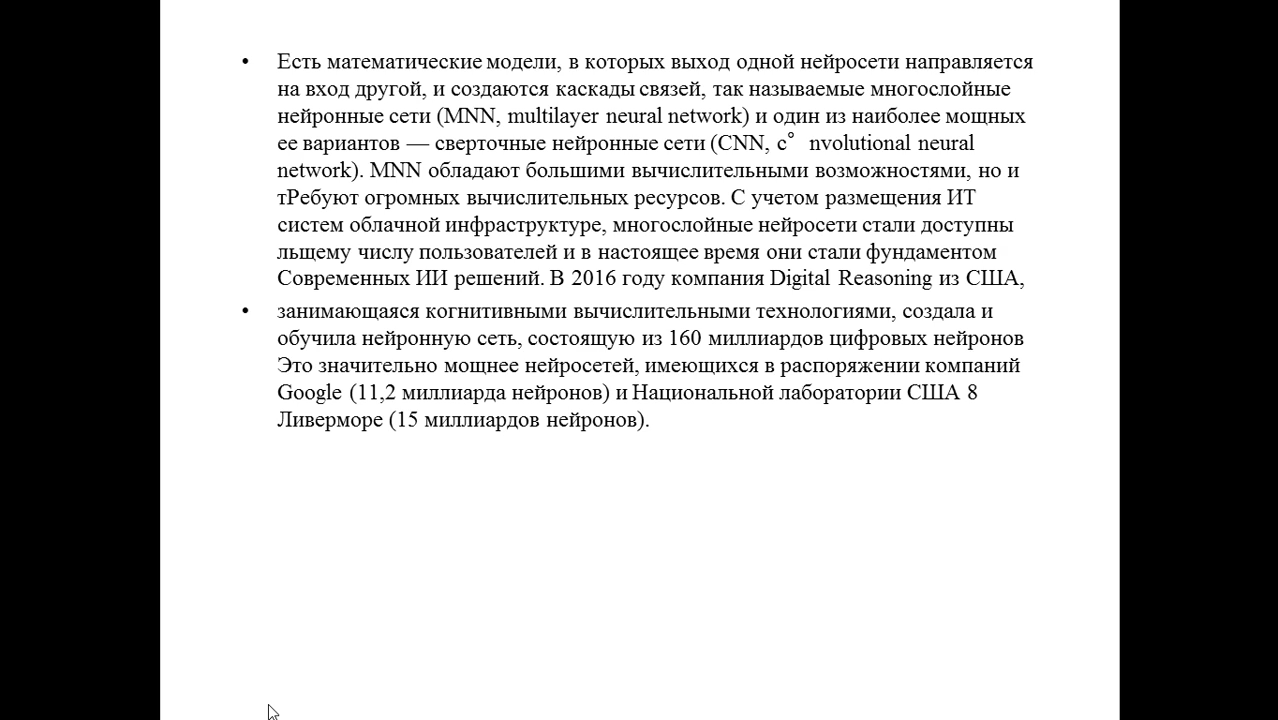 • Есть математические модели, в которых выход одной нейросети направляется
на вход другой, и создаются каскады связей, так называемые многослойные
нейронные сети (MNN, multilayer neural network) и один из наиболее мощных
ее вариантов — сверточные нейронные сети (CNN, с° nvolutional neural
network). MNN обладают большими вычислительными возможностями, но и
тРебуют огромных вычислительных ресурсов. С учетом размещения ИТ
систем облачной инфраструктуре, многослойные нейросети стали доступны
льщему числу пользователей и в настоящее время они стали фундаментом
Современных ИИ решений. В 2016 году компания Digital Reasoning из США,
• занимающаяся когнитивными вычислительными технологиями, создала и
обучила нейронную сеть, состоящую из 160 миллиардов цифровых нейронов
Это значительно мощнее нейросетей, имеющихся в распоряжении компаний
Google (11,2 миллиарда нейронов) и Национальной лаборатории США 8
Ливерморе (15 миллиардов нейронов).